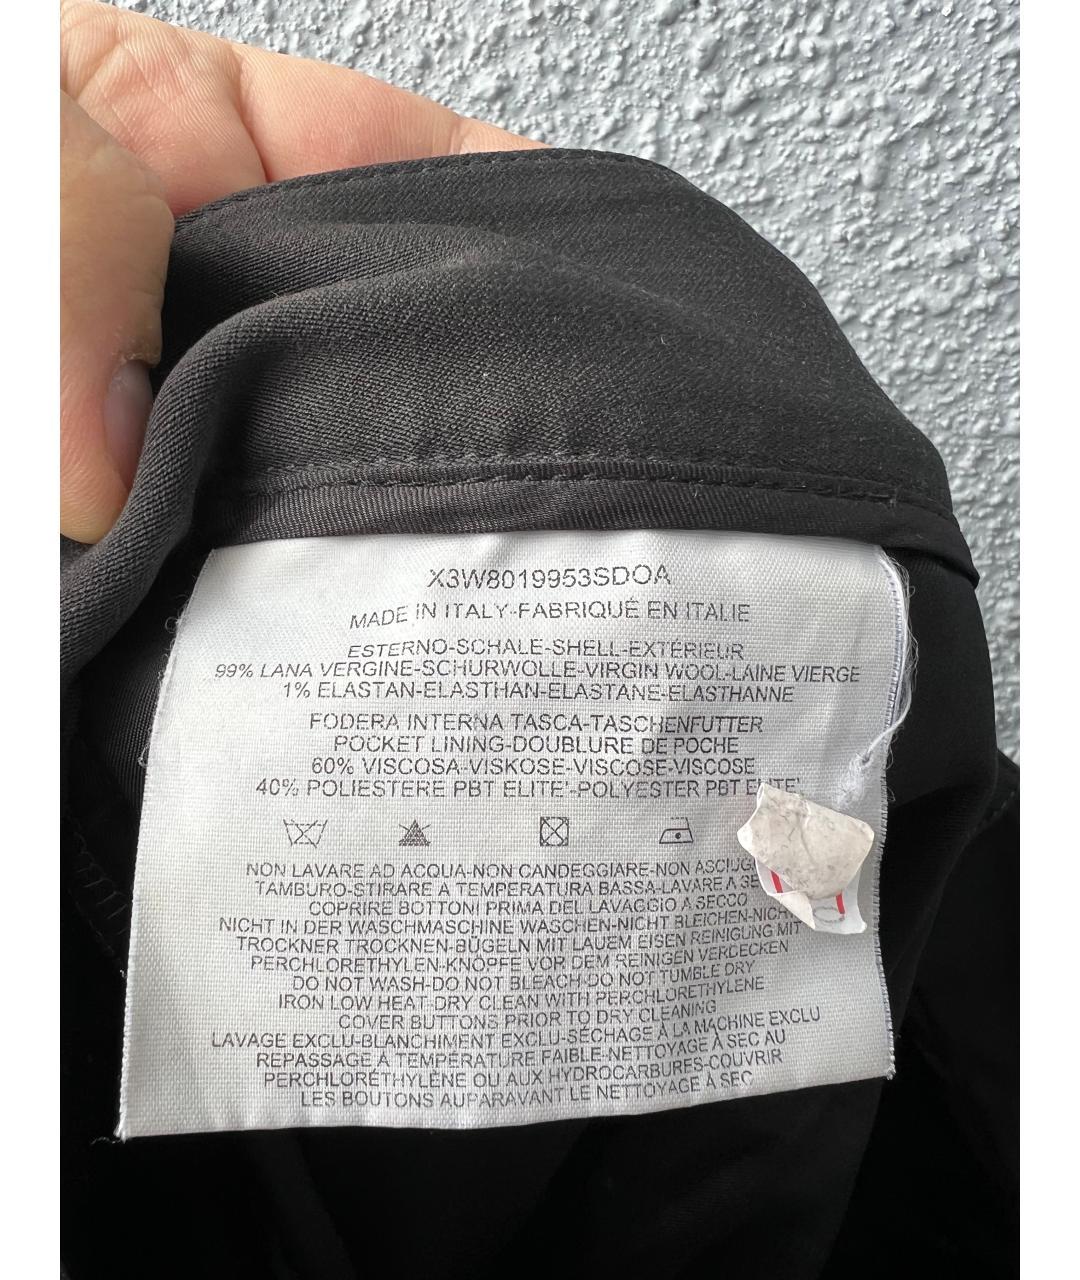 X3W8019953SDOA
MADE IN ITALY-FABRIQUÉ EN ITALIE
ESTERNO-SCHALE-SHELL-EXTÉRIEUR
99% LANA VERGINE-SCHURWOLLE-VIRGIN WOOL-LAINE VIERGE
1% ELASTAN-ELASTHAN-ELASTANE-ELASTHANNE
FODERA INTERNA TASCA-TASCHENFUTTER
POCKET LINING-DOUBLURE DE POCHE
60% VISCOSA-VISKOSE-VISCOSE-VISCOSE
40% POLIESTERE PBT ELITE'-POLYESTER PBT ELITE'
NON LAVARE AD ACQUA-NON CANDEGGIARE-NON ASCIUG
TAMBURO-STIRARE A TEMPERATURA BASSA-LAVARE A SE
COPRIRE BOTTONI PRIMA DEL LAVAGGIO A SECCO
NICHT IN DER WASCHMASCHINE WASCHEN-NICHT BLEICHEN-NICHT
TROCKNER TROCKNEN-BÜGELN MIT LAUEM EISEN REINIGUNG MIT
PERCHLORETHYLEN-KNÖPFE VOR DEM REINIGEN VERDECKEN
DO NOT WASH-DO NOT BLEACH-DO NOT TUMBLE DRY
IRON LOW HEAT-DRY CLEAN WITH PERCHLORETHYLENE
COVER BUTTONS PRIOR TO DRY CLEANING
LAVAGE EXCLU-BLANCHIMENT EXCLU-SÉCHAGE À LA MACHINE EXCLU
REPASSAGE À TEMPÉRATURE FAIBLE-NETTOYAGE À SEC AU
PERCHLORÉTHYLÈNE OU AUX HYDROCARBURES-COUVRIR
LES BOUTONS AUPARAVANT LE NETTOYAGE À SEC